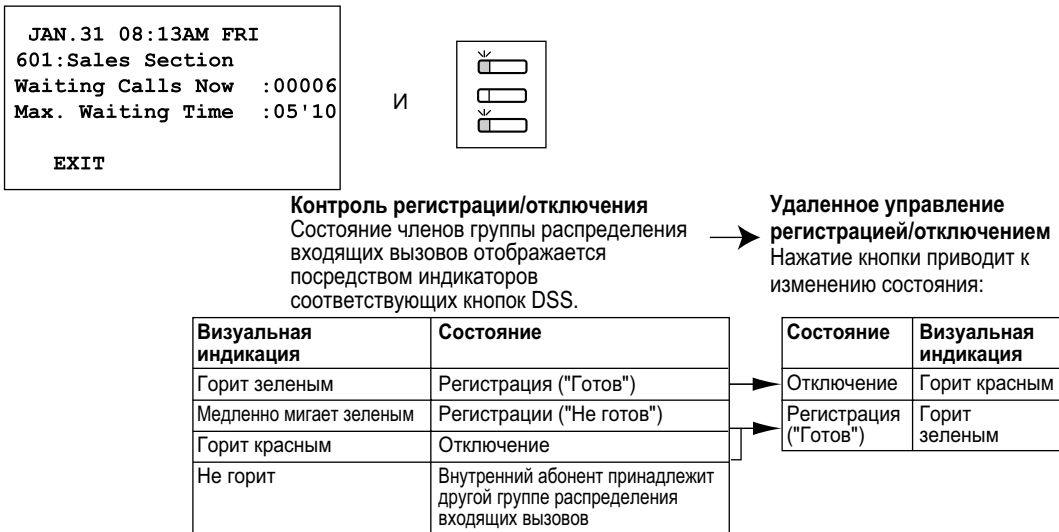 JAN.31 08:13AM FRI
601:Sales Section
Waiting Calls Now :00006
Max. Waiting Time :05'10
EXIT
И
Контроль регистрации/отключения
Состояние членов группы распределения
входящих вызовов отображается
посредством индикаторов
соответствующих кнопок DSS.
Удаленное управление
регистрацией/отключением
Нажатие кнопки приводит к
изменению состояния:
Визуальная
индикация
Состояние
Горит зеленым
Регистрация ("Готов")
Медленно мигает зеленым
Регистрации ("Не готов")
Горит красным
Отключение
Не горит
Внутренний абонент принадлежит
другой группе распределения
входящих вызовов
Состояние
Визуальная
индикация
Отключение
Горит красным
Регистрация
("Готов")
Горит
зеленым